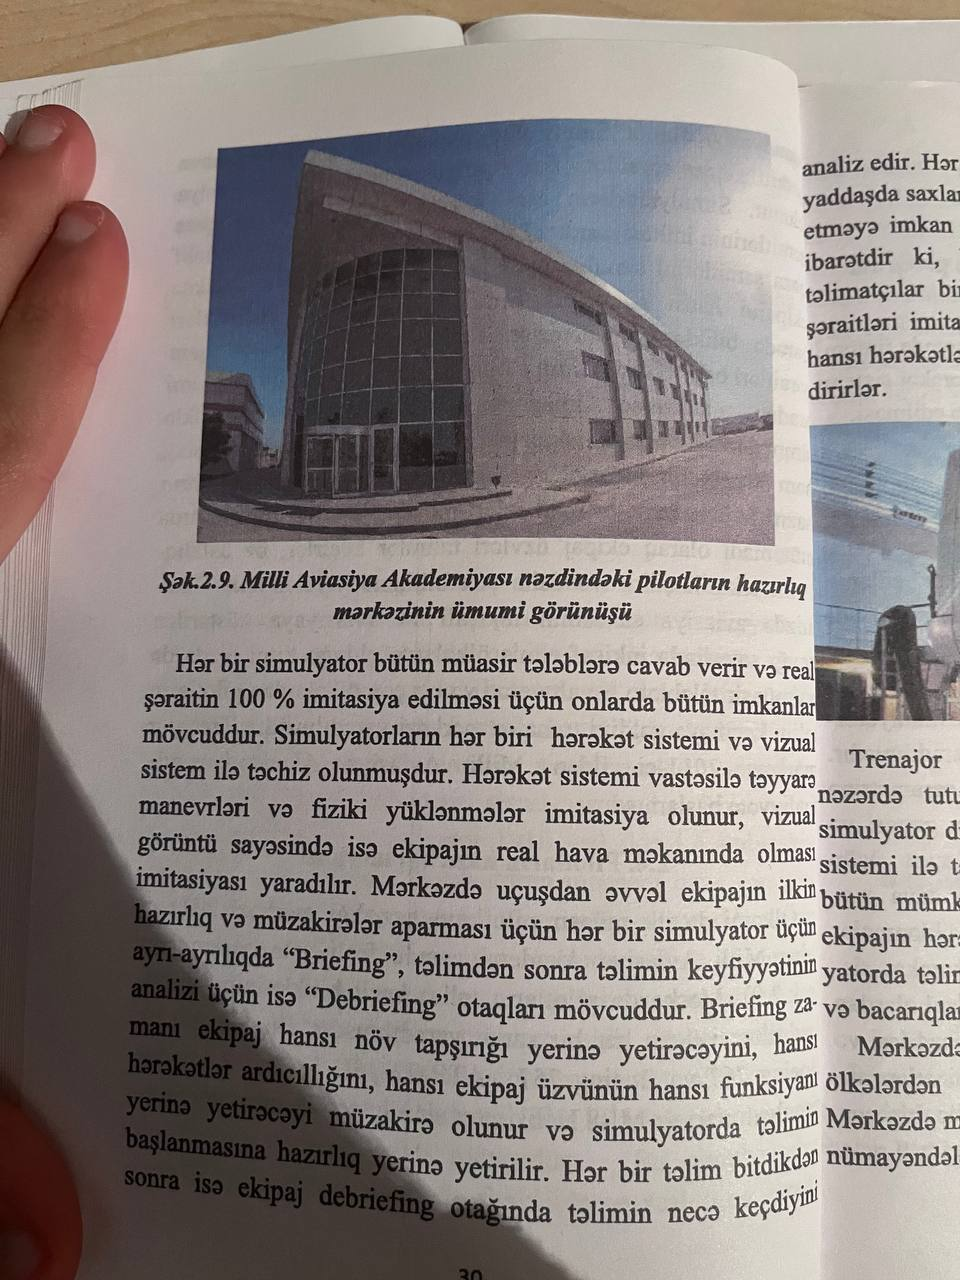 Şək.2.9. Milli Aviasiya Akademiyası nəzdindəki pilotların hazırlıq
mərkəzinin ümumi görünüşü
Hər bir simulyator bütün müasir tələblərə cavab verir və real
şəraitin 100 % imitasiya edilməsi üçün onlarda bütün imkanlar
mövcuddur. Simulyatorların hər biri hərəkət sistemi və vizual
sistem ilə təchiz olunmuşdur. Hərəkət sistemi vastəsilə təyyarə
manevrləri və fiziki yüklənmələr imitasiya olunur, vizual
görüntü sayəsində isə ekipajın real hava məkanında olması
imitasiyası yaradılır. Mərkəzdə uçuşdan əvvəl ekipajın ilkin
hazırlıq və müzakirələr aparması üçün hər bir simulyator üçün
ayrı-ayrılıqda “Briefing”, təlimdən sonra təlimin keyfiyyətinin
analizi üçün isə “Debriefing” otaqları mövcuddur. Briefing za-
manı ekipaj hansı növ tapşırığı yerinə yetirəcəyini, hansı
hərəkətlər ardıcıllığını, hansı ekipaj üzvünün hansı funksiyanı
yerinə yetirəcəyi müzakirə olunur və simulyatorda təlimin
başlanmasına hazırlıq yerinə yetirilir. Hər bir təlim bitdikdən
sonra isə ekipaj debriefing otağında təlimin necə keçdiyini
30
analiz edir. Hər
yaddaşda saxla
etməyə imkan
ibarətdir ki,
təlimatçılar bir
şəraitləri imita
hansı hərəkətlə
dirirlər.
Trenajor
nəzərdə tutu
simulyator d
sistemi ilə t
bütün mümk
ekipajın hər
yatorda təlim
və bacarıqla
Mərkəzdə
ölkələrdən
Mərkəzdə m
nümayəndəl